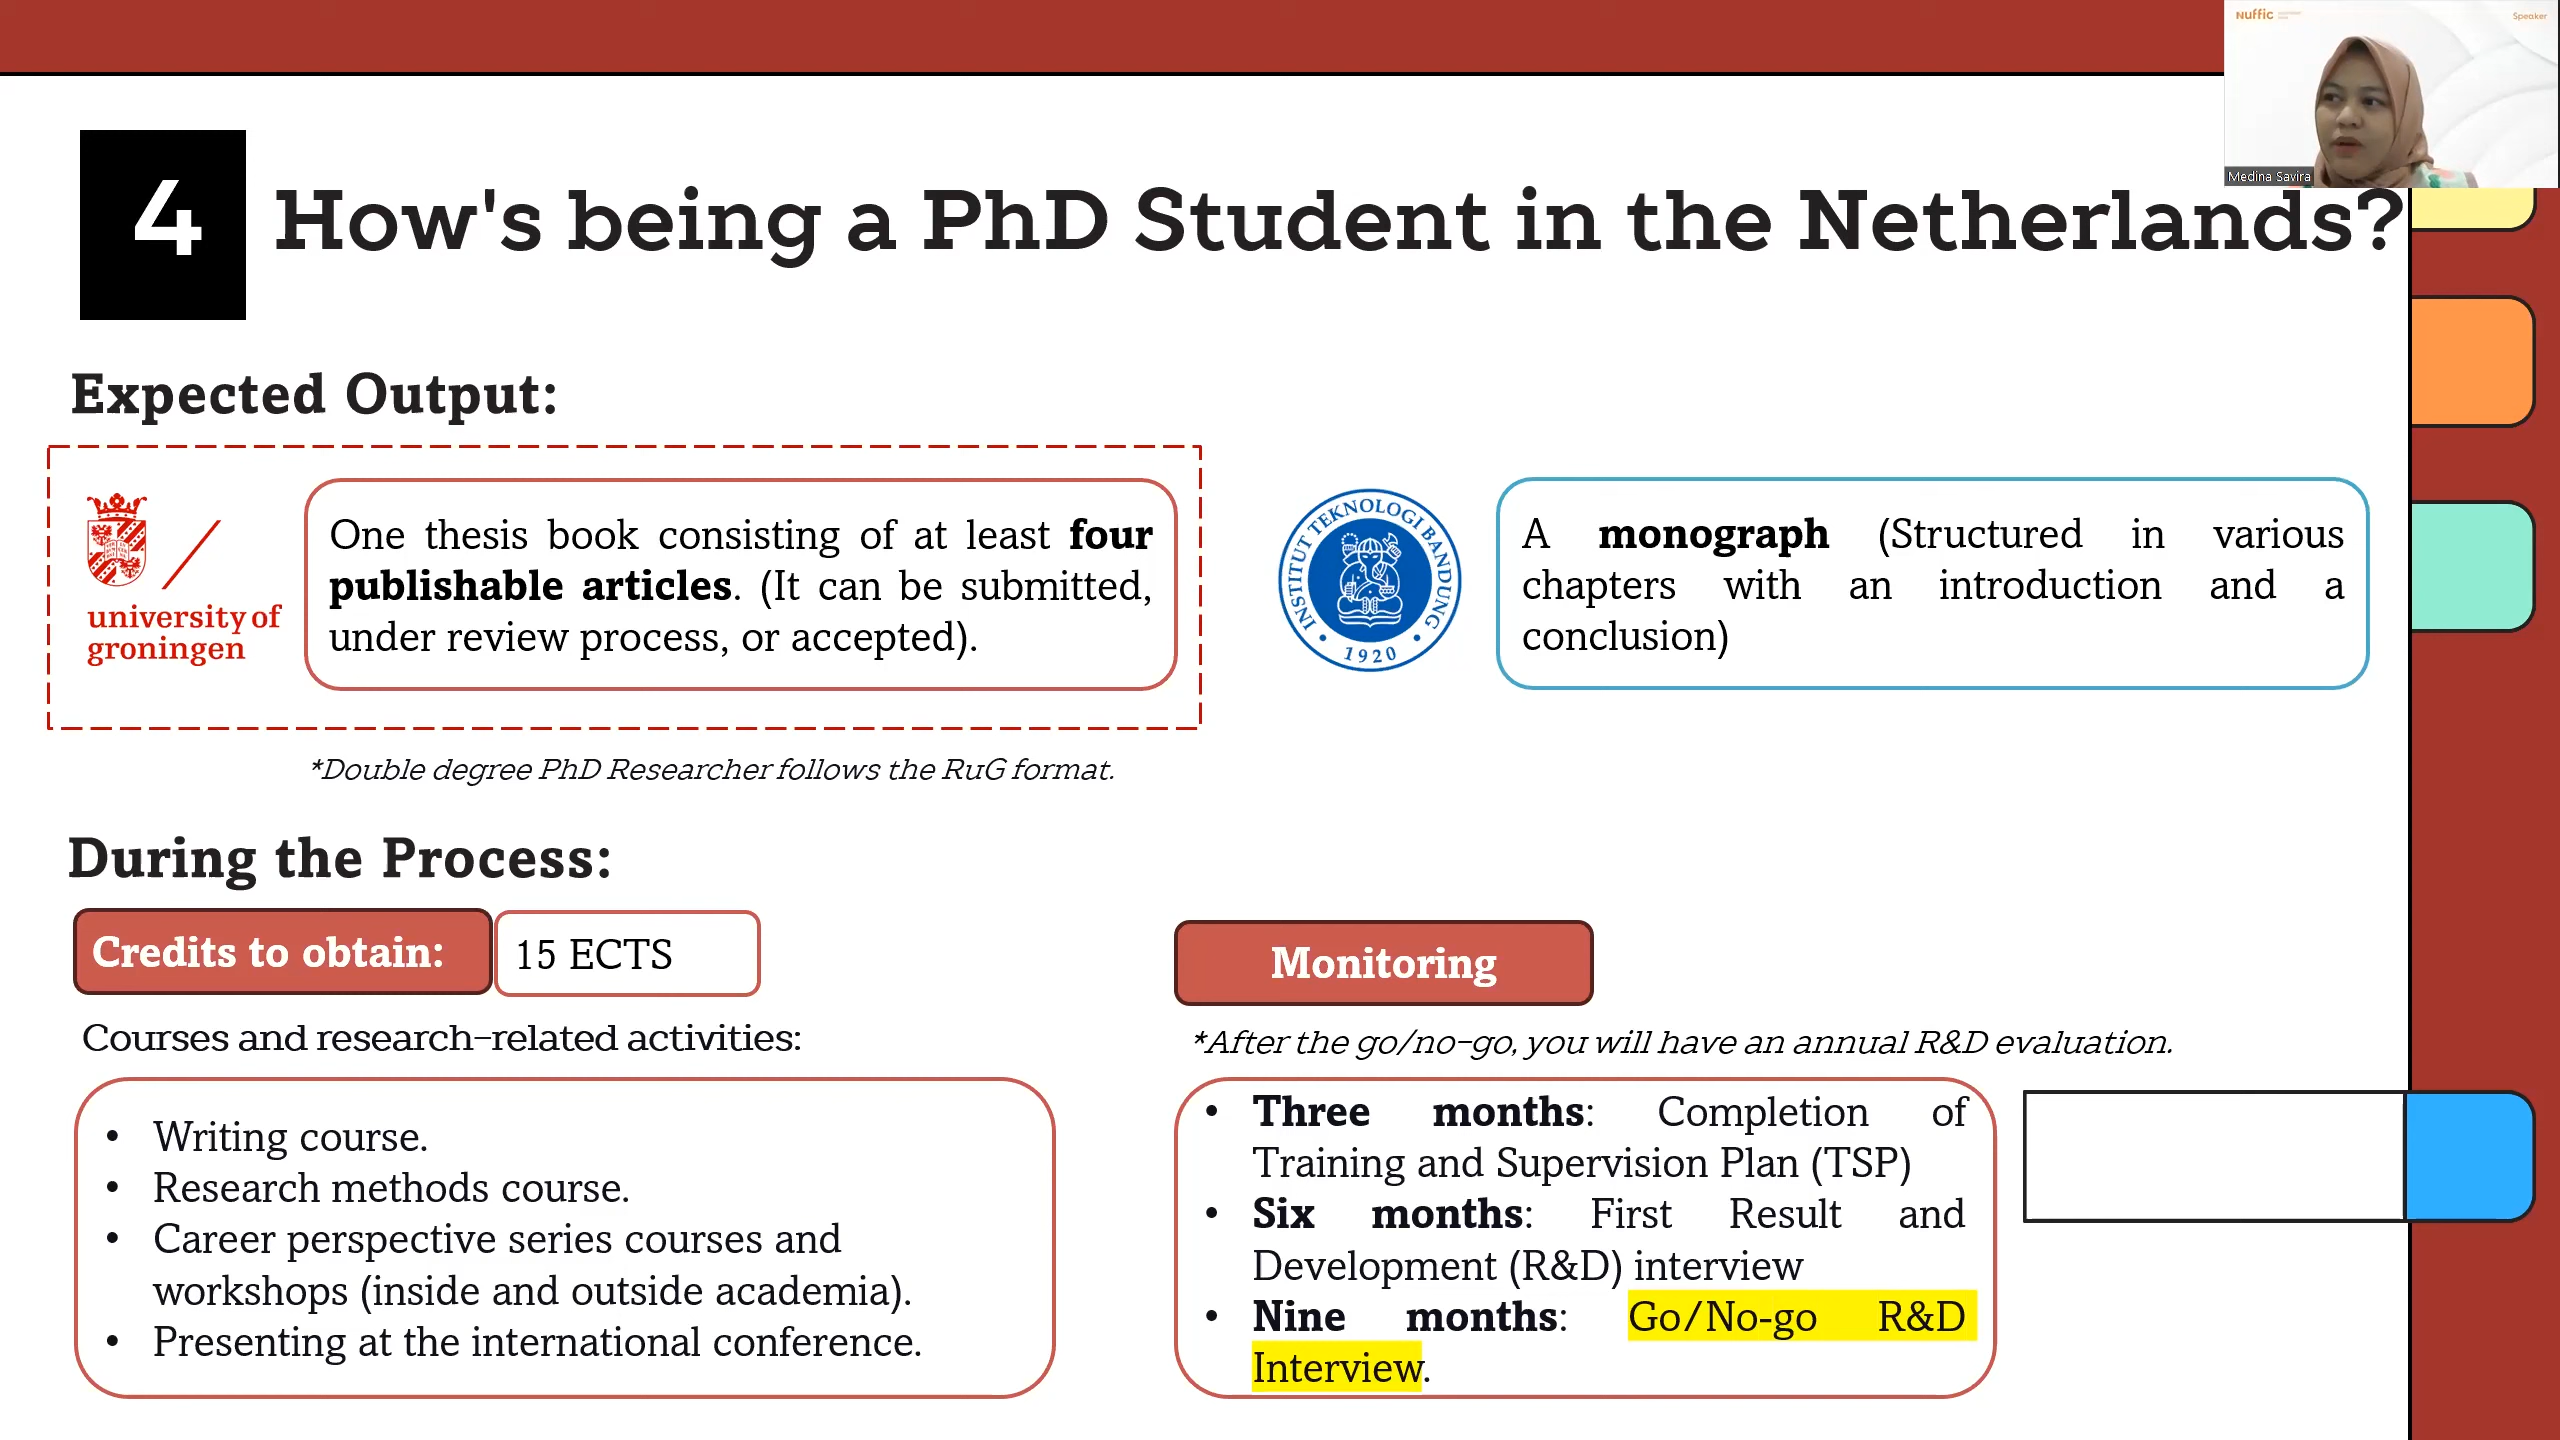 Nuffic
Speaker
Medina Savira
4
How's being a PhD Student in the Netherlands?
Expected Output:
university of
groningen
One thesis book consisting of at least four
publishable articles. (It can be submitted,
under review process, or accepted).
*Double degree PhD Researcher follows the RuG format.
INSTITUT TEKNOLOGI BANDUNG
1920
A monograph (Structured in various
chapters with an introduction and a
conclusion)
During the Process:
Credits to obtain:
15 ECTS
Courses and research-related activities:
• Writing course.
• Research methods course.
• Career perspective series courses and
workshops (inside and outside academia).
• Presenting at the international conference.
Monitoring
*After the go/no-go, you will have an annual R&D evaluation.
• Three months: Completion of
Training and Supervision Plan (TSP)
• Six months: First Result and
Development (R&D) interview
• Nine months: Go/No-go R&D
Interview.